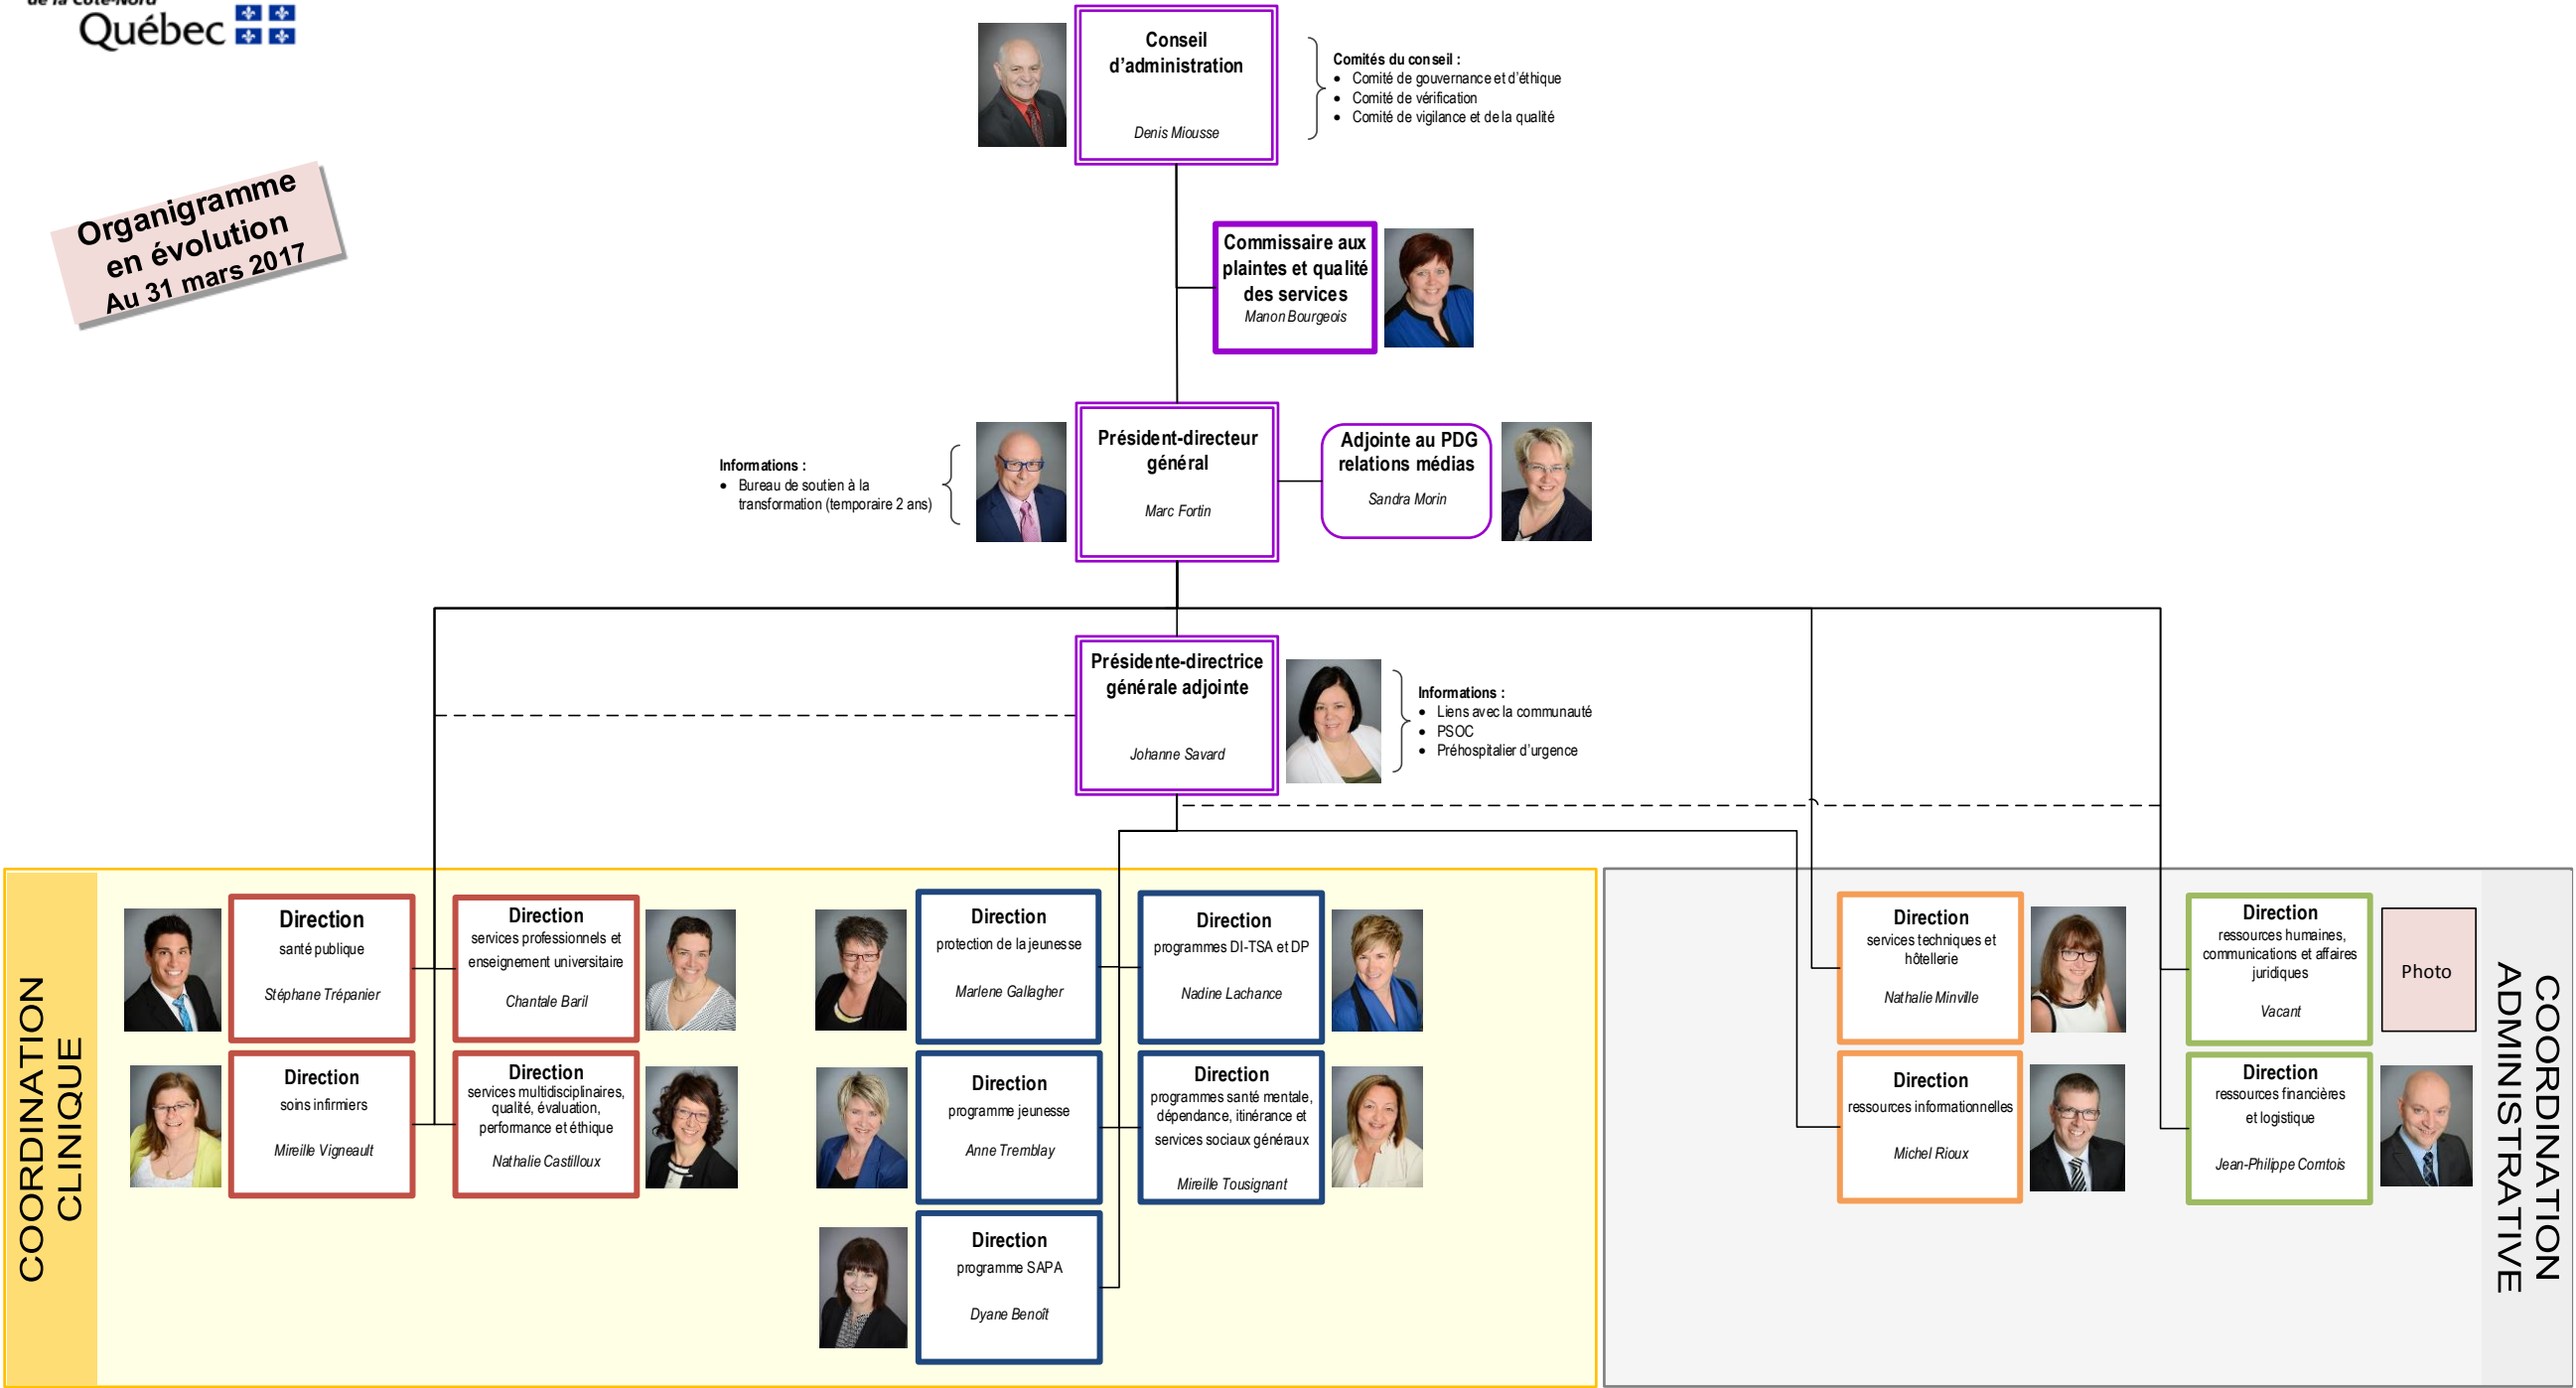 de la Côte-Nord
Québec
Organigramme
en évolution
Au 31 mars 2017
Conseil
d'administration
Denis Miousse
Comités du conseil :
• Comité de gouvernance et d'éthique
• Comité de vérification
• Comité de vigilance et de la qualité
Commissaire aux
plaintes et qualité
des services
Manon Bourgeois
Informations :
• Bureau de soutien à la
transformation (temporaire 2 ans)
Président-directeur
général
Marc Fortin
Adjointe au PDG
relations médias
Sandra Morin
Présidente-directrice
générale adjointe
Johanne Savard
Informations :
• Liens avec la communauté
• PSOC
• Préhospitalier d'urgence
COORDINATION
CLINIQUE
Direction
santé publique
Stéphane Trépanier
Direction
services professionnels et
enseignement universitaire
Chantale Baril
Direction
soins infirmiers
Mireille Vigneault
Direction
services multidisciplinaires,
qualité, évaluation,
performance et éthique
Nathalie Castilloux
Direction
protection de la jeunesse
Marlene Gallagher
Direction
programmes DI-TSA et DP
Nadine Lachance
Direction
programme jeunesse
Anne Tremblay
Direction
programmes santé mentale,
dépendance, itinérance et
services sociaux généraux
Mireille Tousignant
Direction
programme SAPA
Dyane Benoît
Direction
services techniques et
hôtellerie
Nathalie Minville
Direction
ressources humaines,
communications et affaires
juridiques
Vacant
Photo
Direction
ressources informationnelles
Michel Rioux
Direction
ressources financières
et logistique
Jean-Philippe Comtois
COORDINATION
ADMINISTRATIVE